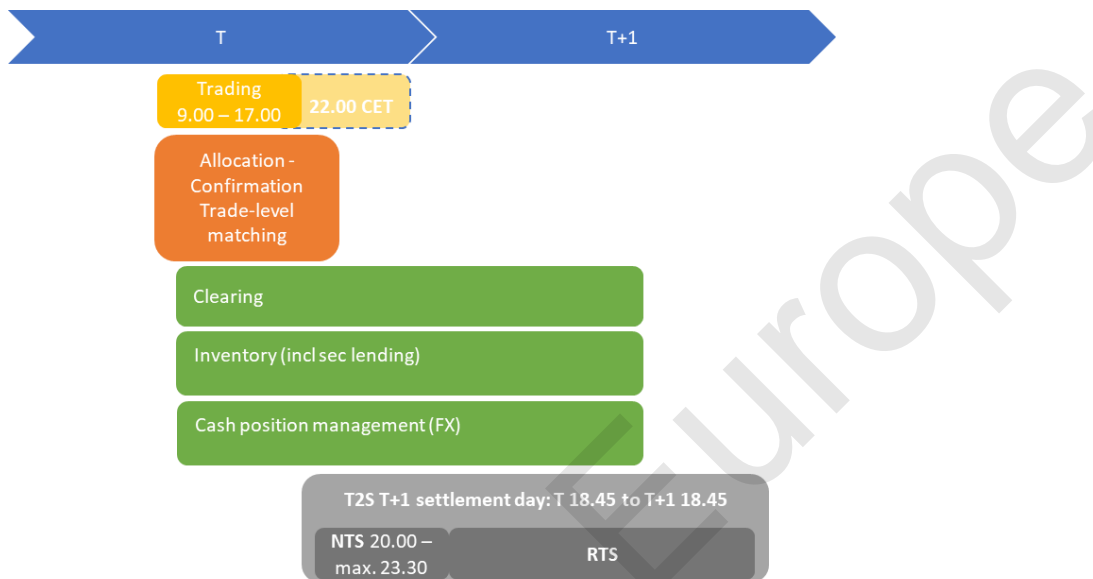 T
T+1
Trading
9.00 – 17.00
22.00 CET
Allocation -
Confirmation
Trade-level
matching
Clearing
Inventory (incl sec lending)
Cash position management (FX)
T2S T+1 settlement day: T 18.45 to T+1 18.45
NTS 20.00 –
max. 23.30
RTS
Europe